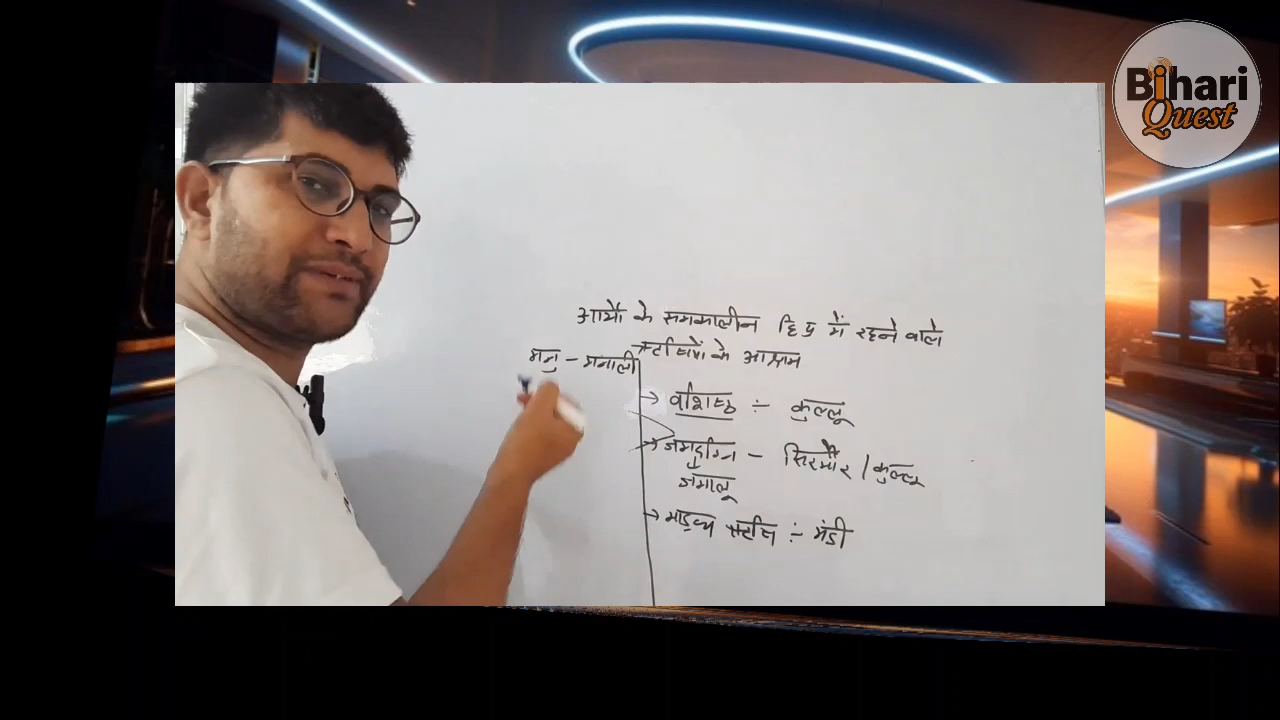 Bihari
Quest
आर्यो के समकालीन हिप्र में रहने वाले
ऋषियों के आश्रम
मनु - मनाली
→ वशिष्ठ ÷ कुल्लू
→ जमदग्नि - सिरमौर / कुल्लू
↓
जमालू
→ माडव्य ऋषि ÷ मंडी